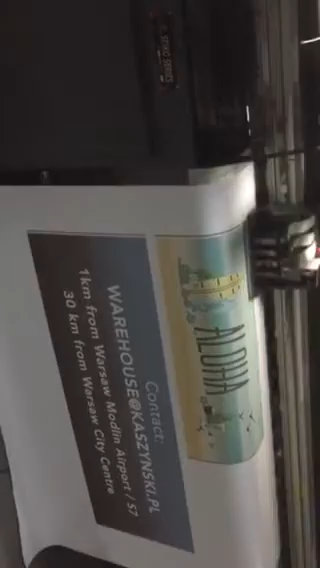 ALOHA
Contact:
WAREHOUSE@KASZYNSKI.PL
1km from Warsaw Modlin Airport / S7
30 km from Warsaw City Centre